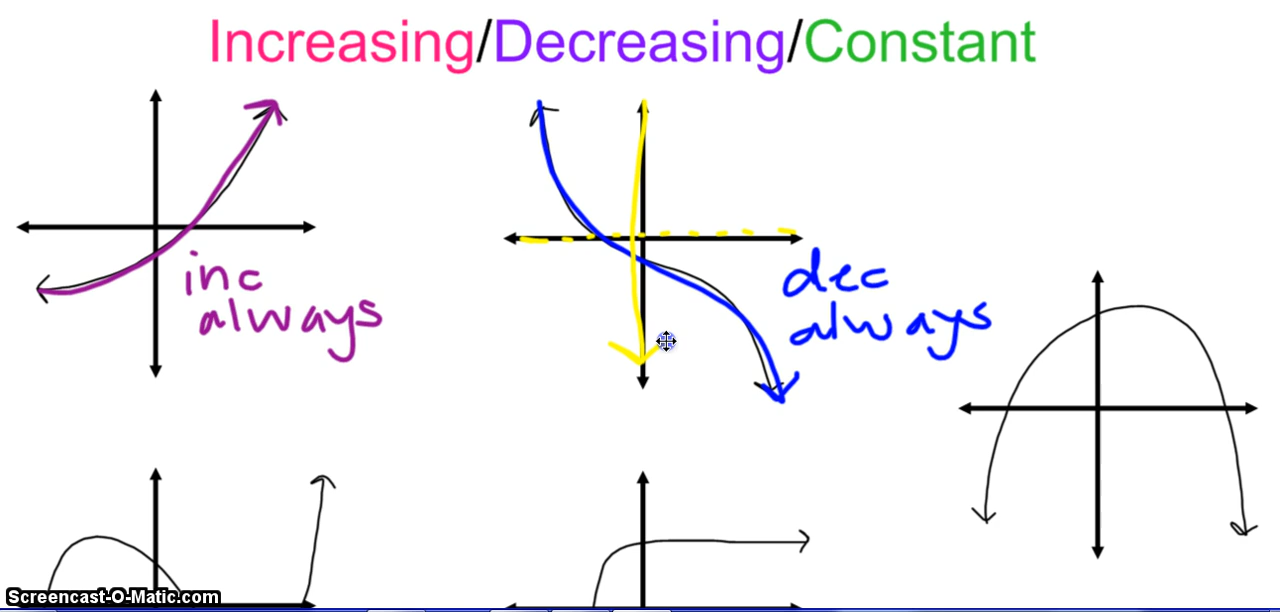 Increasing/Decreasing/Constant
inc
always
dec
always
Screencast-O-Matic.com